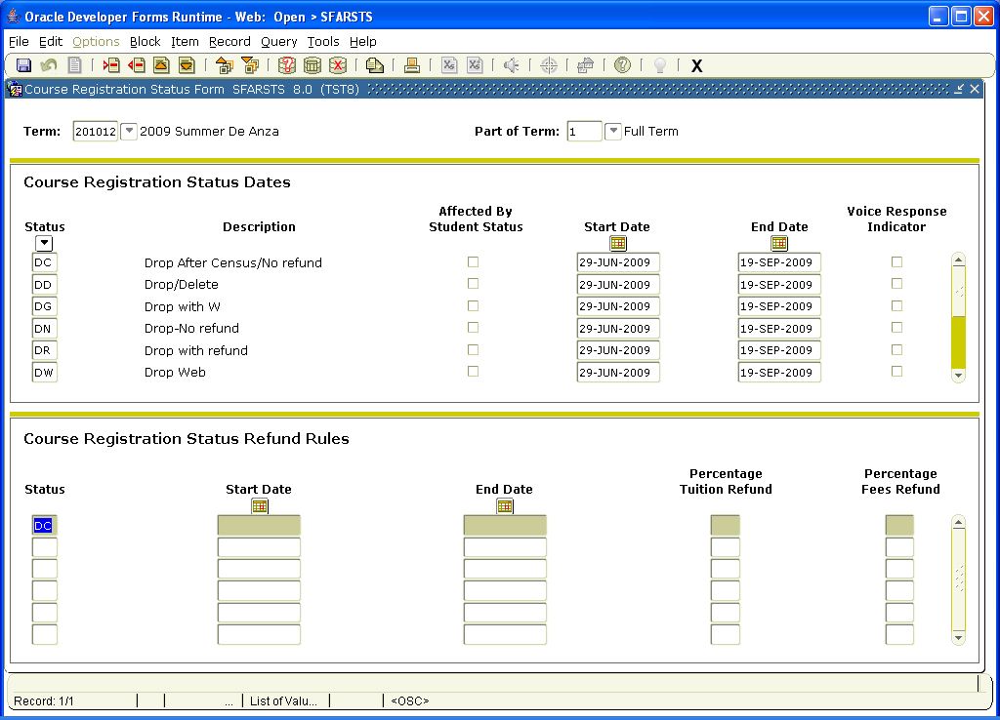 Oracle Developer Forms Runtime - Web: Open > SFARSTS
File Edit Options Block Item Record Query Tools Help
X
Course Registration Status Form SFARSTS 8.0 (TST8)
Term: 201012 2009 Summer De Anza Part of Term: 1 Full Term
Course Registration Status Dates
Affected By Voice Response
Status Description Student Status Start Date End Date Indicator
DC Drop After Census/No refund 29-JUN-2009 19-SEP-2009
DD Drop/Delete 29-JUN-2009 19-SEP-2009
DG Drop with W 29-JUN-2009 19-SEP-2009
DN Drop-No refund 29-JUN-2009 19-SEP-2009
DR Drop with refund 29-JUN-2009 19-SEP-2009
DW Drop Web 29-JUN-2009 19-SEP-2009
Course Registration Status Refund Rules
Percentage Percentage
Status Start Date End Date Tuition Refund Fees Refund
DC
Record: 1/1 ... List of Valu... <OSC>